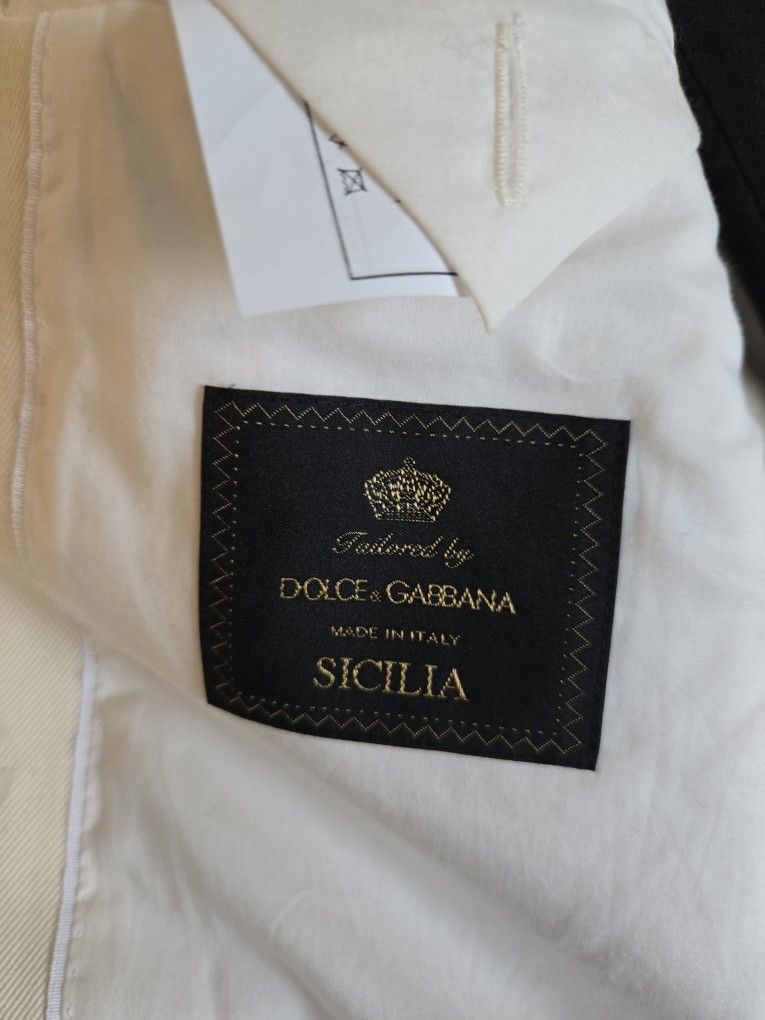 Tailored by
DOLCE & GABBANA
MADE IN ITALY
SICILIA